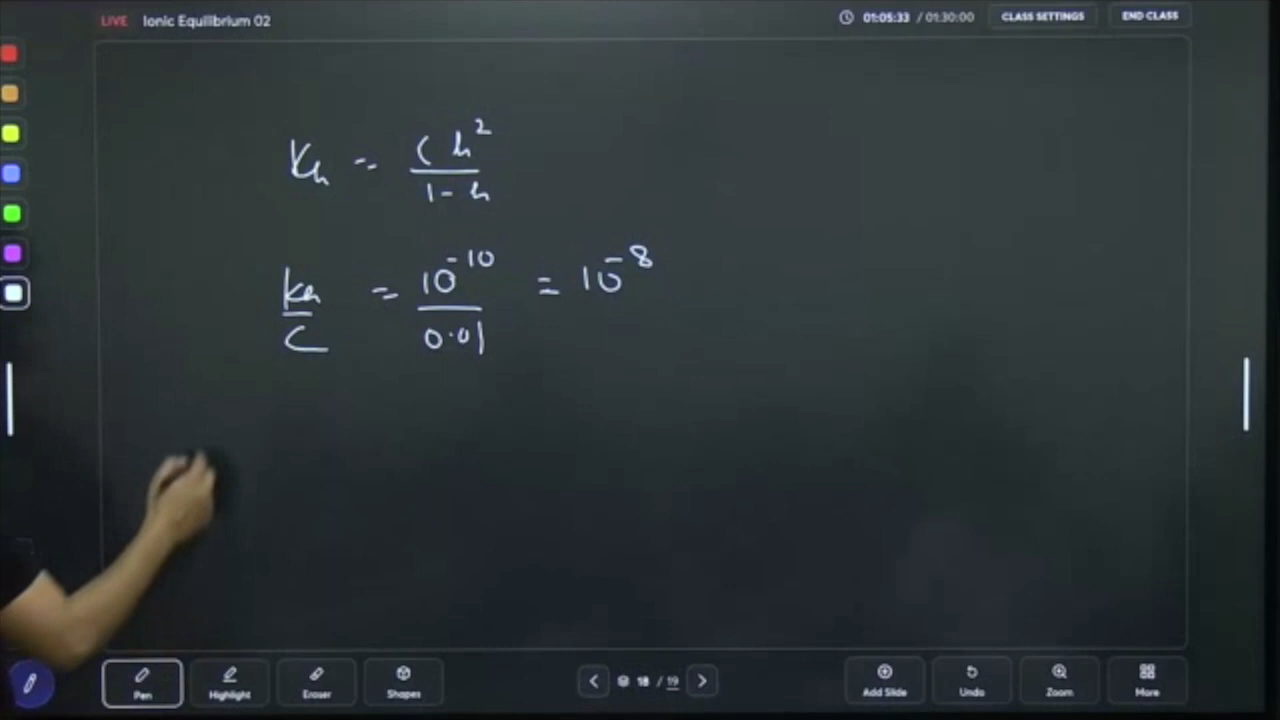 LIVE Ionic Equilibrium 02
01:05:33 / 01:30:00
CLASS SETTINGS
END CLASS
Kh = Ch²/1-h
Kh/C = 10⁻¹⁰/0.01 = 10⁻⁸
Pen
Highlight
Eraser
Shapes
18 / 19
Add Slide
Undo
Zoom
More